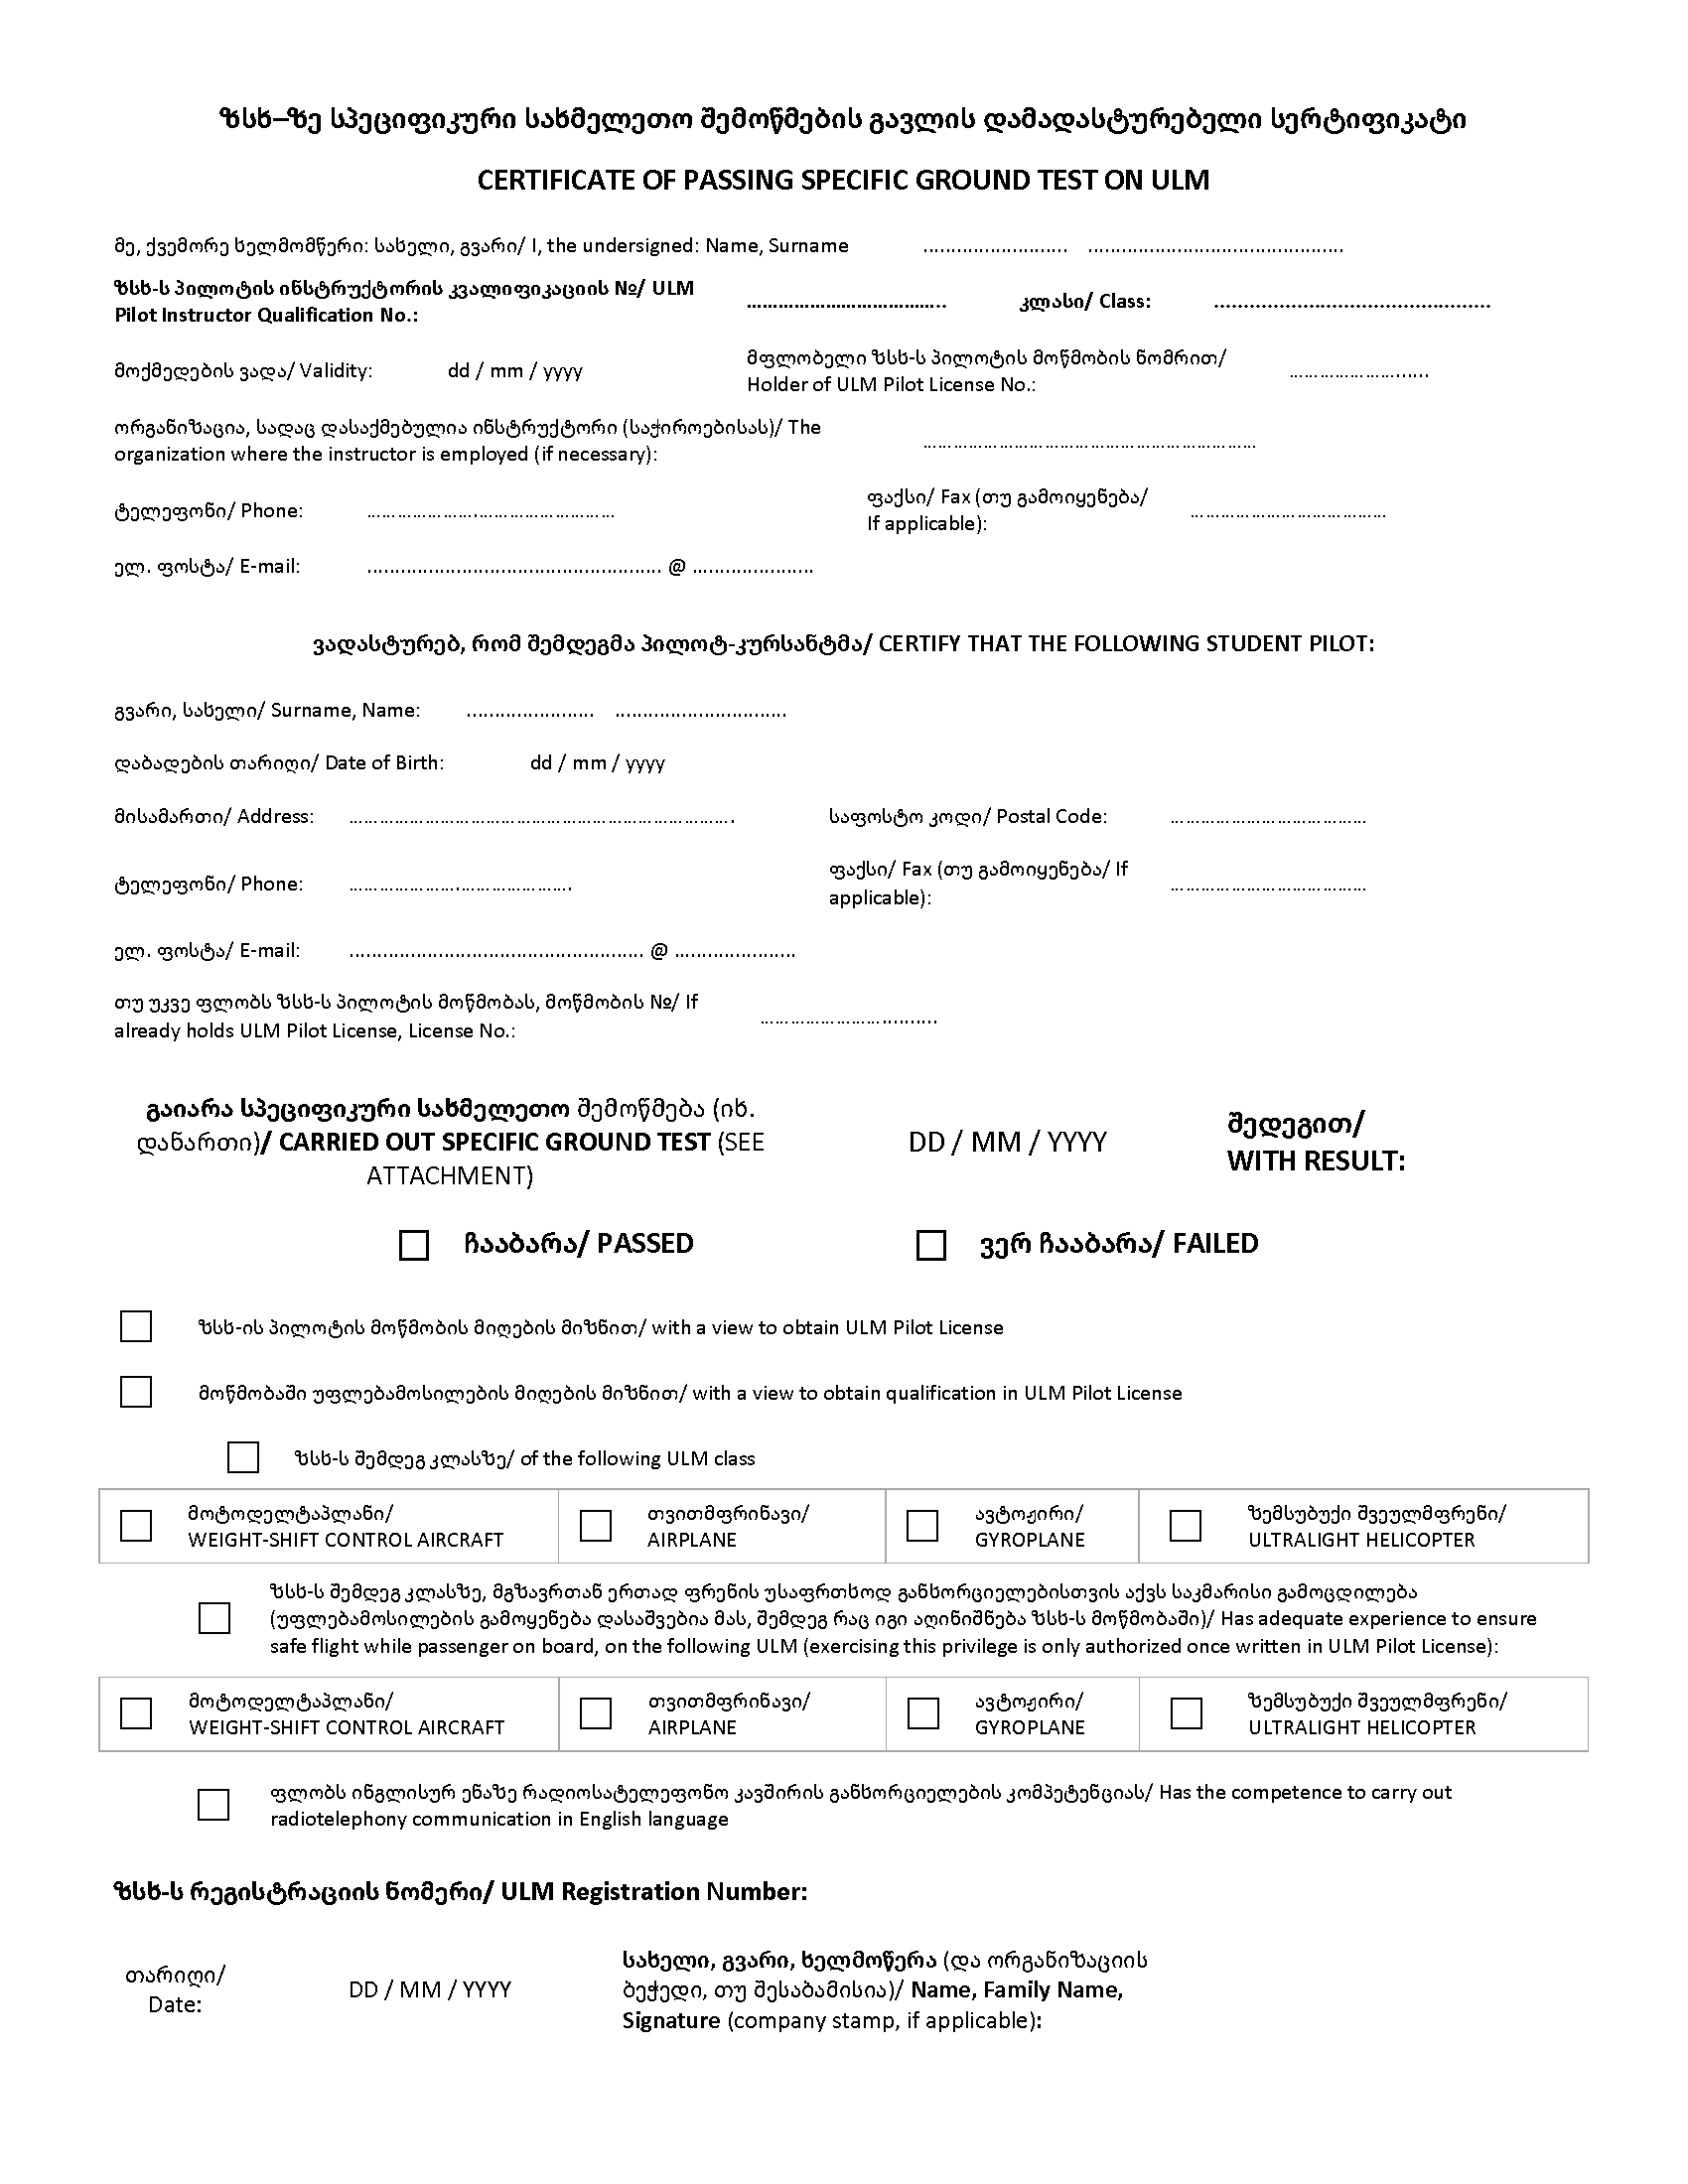 ზსხ–ზე სპეციფიკური სახმელეთო შემოწმების გავლის დამადასტურებელი სერტიფიკატი
CERTIFICATE OF PASSING SPECIFIC GROUND TEST ON ULM
მე, ქვემორე ხელმომწერი: სახელი, გვარი/ I, the undersigned: Name, Surname ............................ ................................................
ზსხ-ს პილოტის ინსტრუქტორის კვალიფიკაციის №/ ULM
Pilot Instructor Qualification No.: ...................................... კლასი/ Class: ................................................
მოქმედების ვადა/ Validity: dd / mm / yyyy
მფლობელი ზსხ-ს პილოტის მოწმობის ნომრით/
Holder of ULM Pilot License No.: ...........................
ორგანიზაცია, სადაც დასაქმებულია ინსტრუქტორი (საჭიროებისას)/ The
organization where the instructor is employed (if necessary): ................................................................
ტელეფონი/ Phone: ................................................
ფაქსი/ Fax (თუ გამოიყენება/
If applicable): ......................................
ელ. ფოსტა/ E-mail: ..................................................... @ ......................
ვადასტურებ, რომ შემდეგმა პილოტ-კურსანტმა/ CERTIFY THAT THE FOLLOWING STUDENT PILOT:
გვარი, სახელი/ Surname, Name: ....................... ...............................
დაბადების თარიღი/ Date of Birth: dd / mm / yyyy
მისამართი/ Address: .......................................................................... საფოსტო კოდი/ Postal Code: ......................................
ტელეფონი/ Phone: ...........................................
ფაქსი/ Fax (თუ გამოიყენება/ If
applicable): ......................................
ელ. ფოსტა/ E-mail: ..................................................... @ ......................
თუ უკვე ფლობს ზსხ-ს პილოტის მოწმობას, მოწმობის №/ If
already holds ULM Pilot License, License No.: ..................................
გაიარა სპეციფიკური სახმელეთო შემოწმება (იხ.
დანართი)/ CARRIED OUT SPECIFIC GROUND TEST (SEE
ATTACHMENT)
DD / MM / YYYY
შედეგით/
WITH RESULT:
☐ ჩააბარა/ PASSED ☐ ვერ ჩააბარა/ FAILED
☐ ზსხ-ის პილოტის მოწმობის მიღების მიზნით/ with a view to obtain ULM Pilot License
☐ მოწმობაში უფლებამოსილების მიღების მიზნით/ with a view to obtain qualification in ULM Pilot License
☐ ზსხ-ს შემდეგ კლასზე/ of the following ULM class
☐ მოტოდელტაპლანი/
WEIGHT-SHIFT CONTROL AIRCRAFT
☐ თვითმფრინავი/
AIRPLANE
☐ ავტოჟირი/
GYROPLANE
☐ ზემსუბუქი შვეულმფრენი/
ULTRALIGHT HELICOPTER
☐ ზსხ-ს შემდეგ კლასზე, მგზავრთან ერთად ფრენის უსაფრთხოდ განხორციელებისთვის აქვს საკმარისი გამოცდილება
(უფლებამოსილების გამოყენება დასაშვებია მას, შემდეგ რაც იგი აღინიშნება ზსხ-ს მოწმობაში)/ Has adequate experience to ensure
safe flight while passenger on board, on the following ULM (exercising this privilege is only authorized once written in ULM Pilot License):
☐ მოტოდელტაპლანი/
WEIGHT-SHIFT CONTROL AIRCRAFT
☐ თვითმფრინავი/
AIRPLANE
☐ ავტოჟირი/
GYROPLANE
☐ ზემსუბუქი შვეულმფრენი/
ULTRALIGHT HELICOPTER
☐ ფლობს ინგლისურ ენაზე რადიოსატელეფონო კავშირის განხორციელების კომპეტენციას/ Has the competence to carry out
radiotelephony communication in English language
ზსხ-ს რეგისტრაციის ნომერი/ ULM Registration Number:
თარიღი/
Date:
DD / MM / YYYY
სახელი, გვარი, ხელმოწერა (და ორგანიზაციის
ბეჭედი, თუ შესაბამისია)/ Name, Family Name,
Signature (company stamp, if applicable):